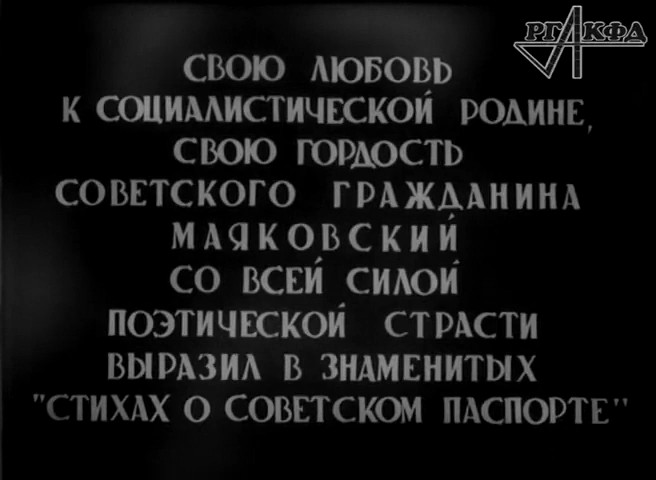 РГАКФД
СВОЮ ЛЮБОВЬ
К СОЦИАЛИСТИЧЕСКОЙ РОДИНЕ,
СВОЮ ГОРДОСТЬ
СОВЕТСКОГО ГРАЖДАНИНА
МАЯКОВСКИЙ
СО ВСЕЙ СИЛОЙ
ПОЭТИЧЕСКОЙ СТРАСТИ
ВЫРАЗИЛ В ЗНАМЕНИТЫХ
"СТИХАХ О СОВЕТСКОМ ПАСПОРТЕ"